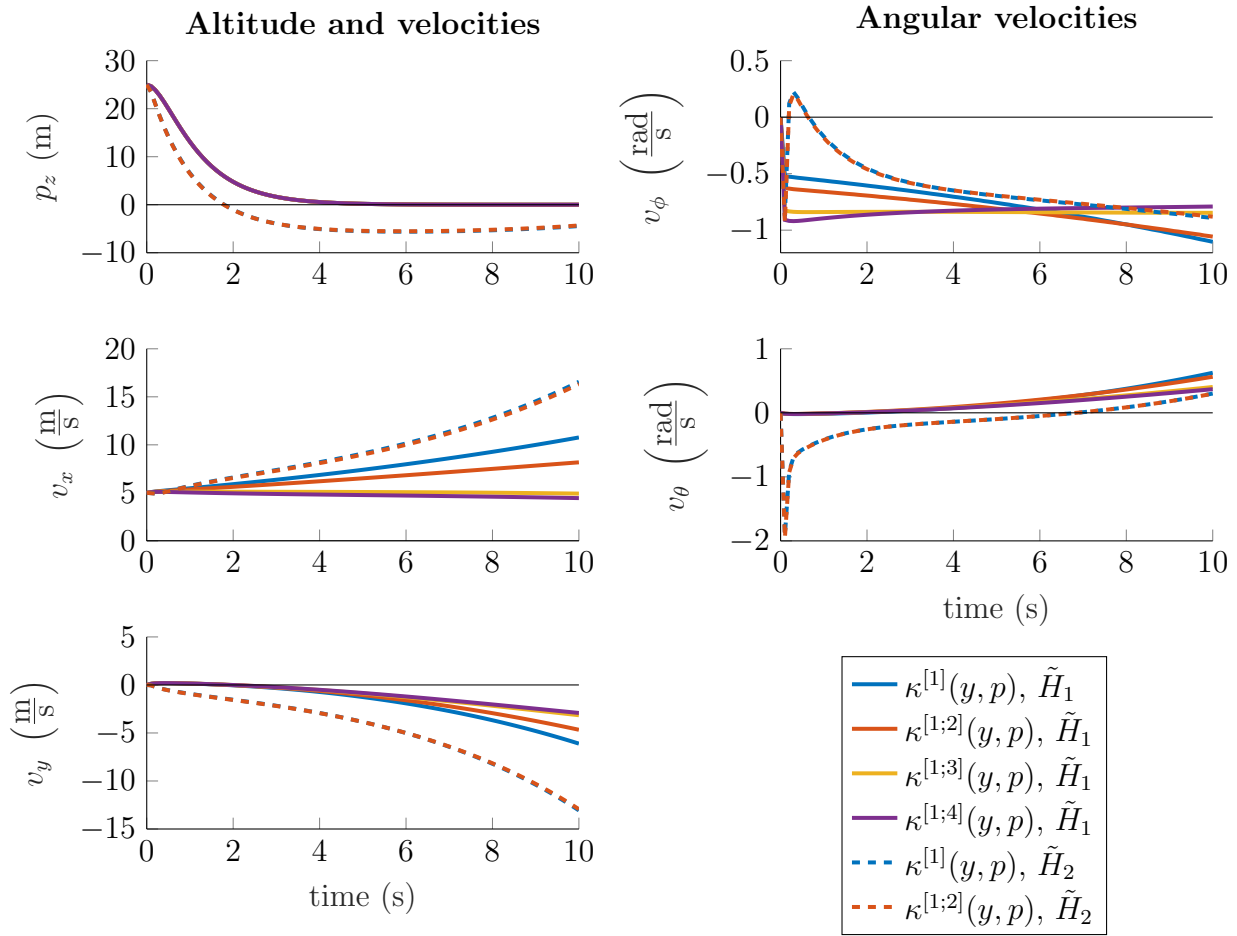 Altitude and velocities
30
20
10
0
−10
0 2 4 6 8 10
p_z (m)
20
15
10
5
0
0 2 4 6 8 10
v_x (m/s)
5
0
−5
−10
−15
0 2 4 6 8 10
v_y (m/s)
time (s)
Angular velocities
0.5
0
−0.5
−1
0 2 4 6 8 10
v_ϕ (rad/s)
1
0
−1
−2
0 2 4 6 8 10
v_θ (rad/s)
time (s)
κ^{[1]}(y, p), H̃_1
κ^{[1;2]}(y, p), H̃_1
κ^{[1;3]}(y, p), H̃_1
κ^{[1;4]}(y, p), H̃_1
κ^{[1]}(y, p), H̃_2
κ^{[1;2]}(y, p), H̃_2